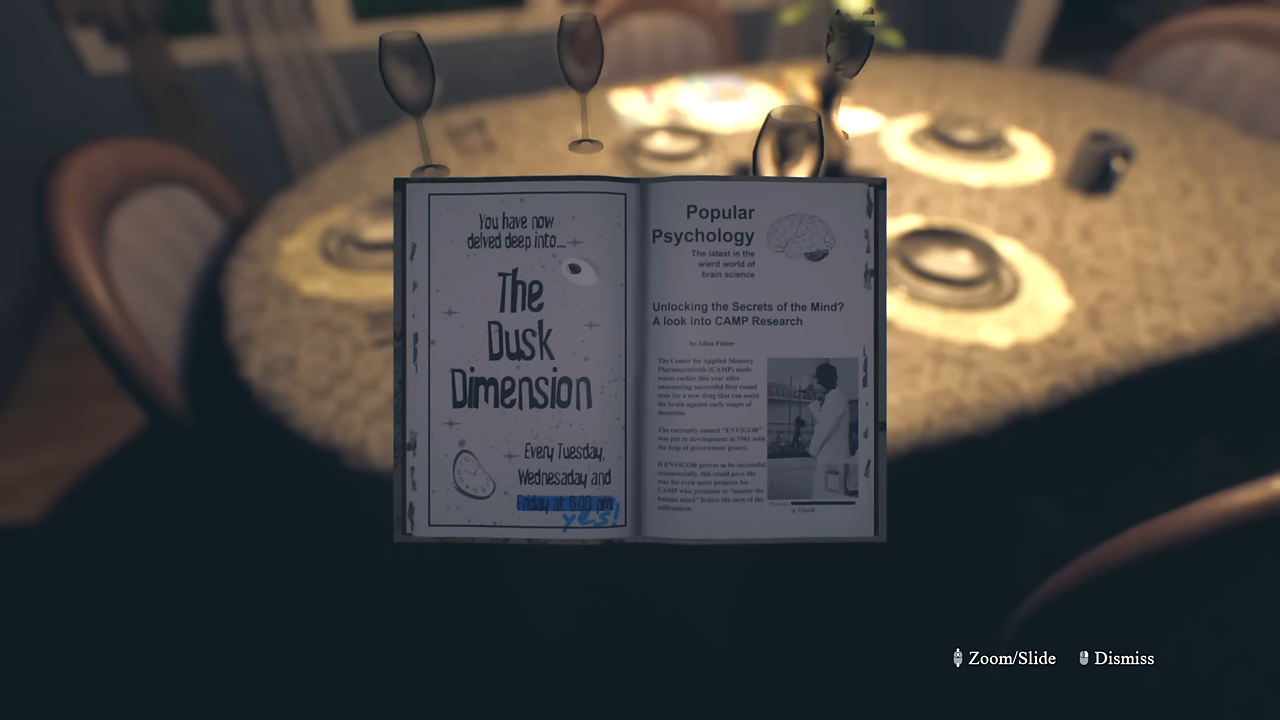 You have now
delved deep into....
The
Dusk
Dimension
Every Tuesday,
Wednesaday and
Friday at 8:00 pm
yes!
Popular
Psychology
The latest in the
wierd world of
brain science
Unlocking the Secrets of the Mind?
A look into CAMP Research
by Allen Fisher
The Center for Applied Memory
Pharmaceuticals (CAMP) made
waves earlier this year after
announcing successful first round
tests for a new drug that can assist
the brain against early stages of
dementia.
The currently named "ENVIGOR"
was put in development in 1984 with
the help of government grants.
If ENVIGOR proves to be successful
commercially, this could pave the
way for even more projects for
CAMP who promises to "master the
human mind" before the turn of the
millennium.
a Fraud
Zoom/Slide
Dismiss